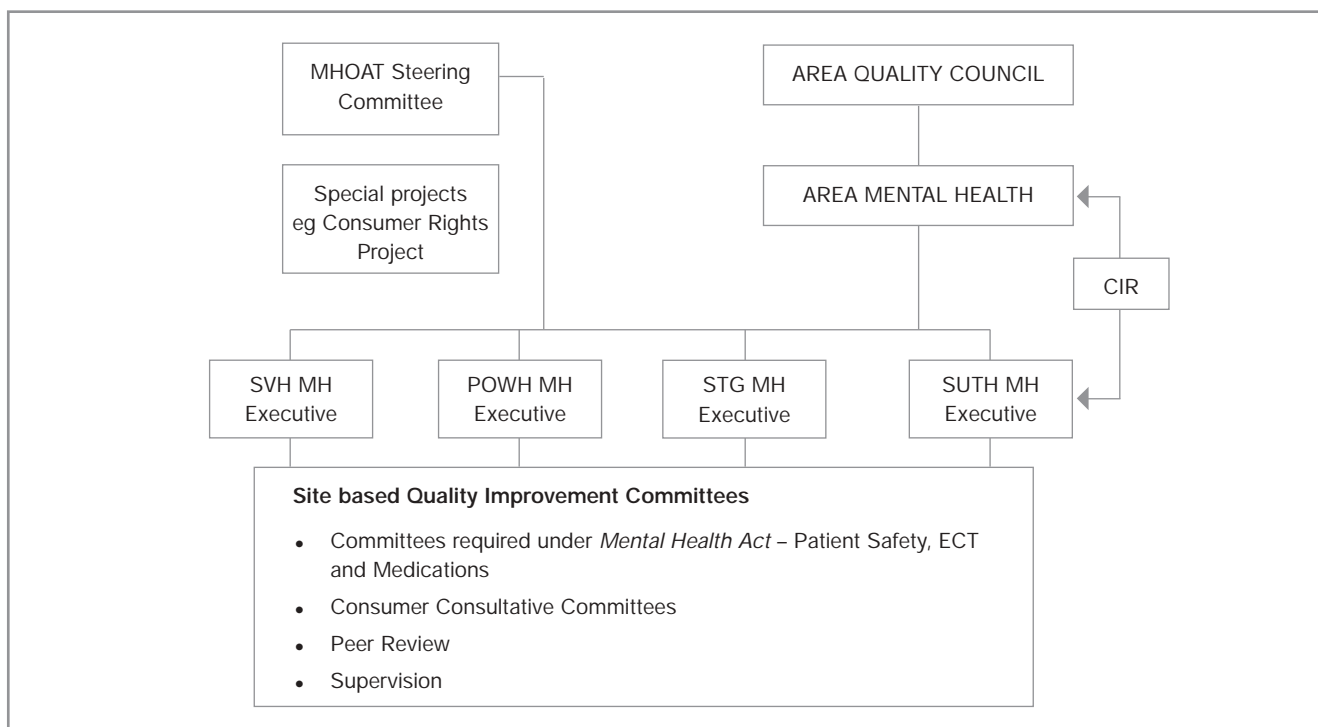 MHOAT Steering
Committee
AREA QUALITY COUNCIL
Special projects
eg Consumer Rights
Project
AREA MENTAL HEALTH
CIR
SVH MH
Executive
POWH MH
Executive
STG MH
Executive
SUTH MH
Executive
Site based Quality Improvement Committees
• Committees required under Mental Health Act – Patient Safety, ECT
and Medications
• Consumer Consultative Committees
• Peer Review
• Supervision